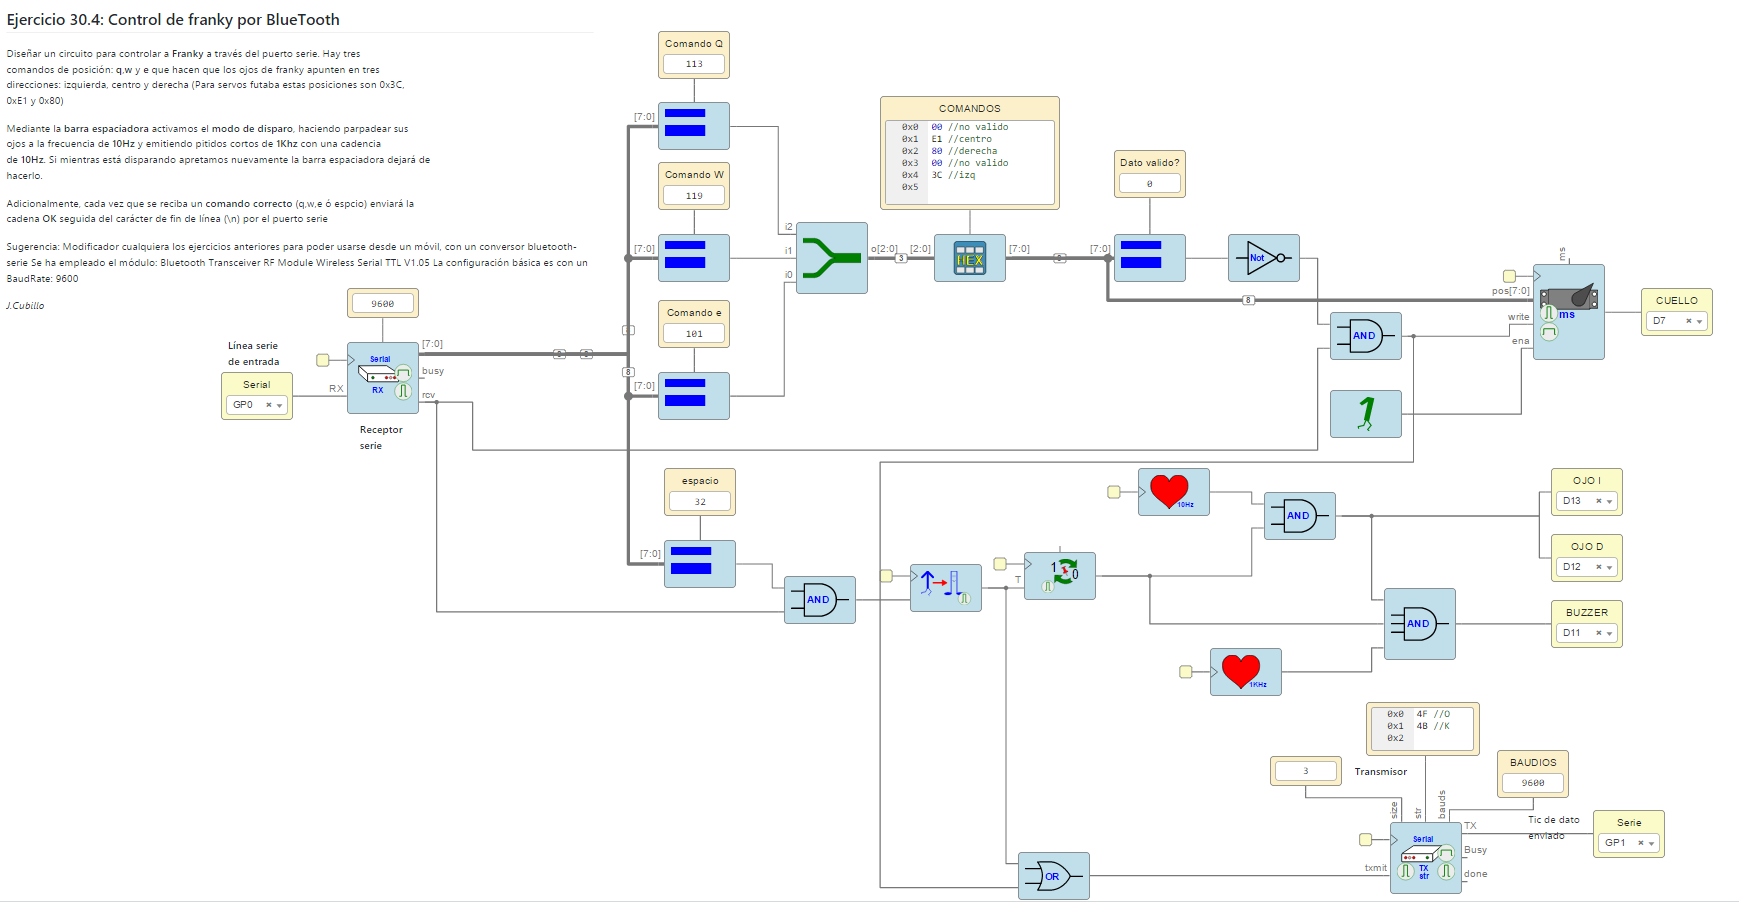 Ejercicio 30.4: Control de franky por BlueTooth
Diseñar un circuito para controlar a Franky a través del puerto serie. Hay tres
comandos de posición: q,w y e que hacen que los ojos de franky apunten en tres
direcciones: izquierda, centro y derecha (Para servos futaba estas posiciones son 0x3C,
0xE1 y 0x80)
Mediante la barra espaciadora activamos el modo de disparo, haciendo parpadear sus
ojos a la frecuencia de 10Hz y emitiendo pitidos cortos de 1Khz con una cadencia
de 10Hz. Si mientras está disparando apretamos nuevamente la barra espaciadora dejará de
hacerlo.
Adicionalmente, cada vez que se reciba un comando correcto (q,w,e ó espcio) enviará la
cadena OK seguida del carácter de fin de línea (\n) por el puerto serie
Sugerencia: Modificador cualquiera los ejercicios anteriores para poder usarse desde un móvil, con un conversor bluetooth-
serie Se ha empleado el módulo: Bluetooth Transceiver RF Module Wireless Serial TTL V1.05 La configuración básica es con un
BaudRate: 9600
J.Cubillo
Comando Q
113
[7:0]
Comando W
119
[7:0]
Comando e
101
[7:0]
i2
i1
i0
o[2:0]
3
[2:0]
COMANDOS
0x0 00 //no valido
0x1 E1 //centro
0x2 80 //derecha
0x3 00 //no valido
0x4 3C //izq
0x5
HEX
[7:0]
8
[7:0]
Dato valido?
0
Not
8
AND
ms
pos[7:0]
write
ena
ms
CUELLO
D7
1
9600
Línea serie
de entrada
Serial
GP0
RX
Serial
RX
[7:0]
busy
rcv
8
Receptor
serie
espacio
32
[7:0]
AND
T
1 0
10Hz
AND
OJO I
D13
OJO D
D12
BUZZER
D11
AND
1KHz
0x0 4F //O
0x1 4B //K
0x2
3
Transmisor
BAUDIOS
9600
size
str
bauds
Tic de dato
enviado
Serie
GP1
TX
Busy
done
txmit
Serial
TX
str
OR